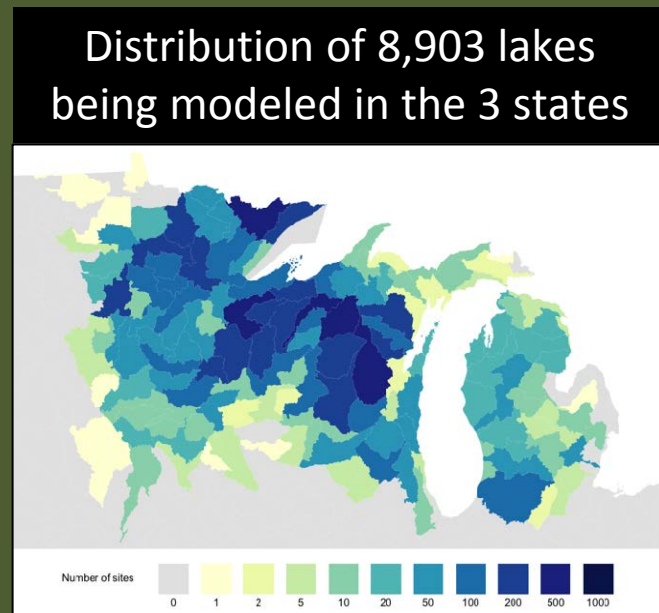 Distribution of 8,903 lakes
being modeled in the 3 states
Number of sites
0 1 2 5 10 20 50 100 200 500 1000